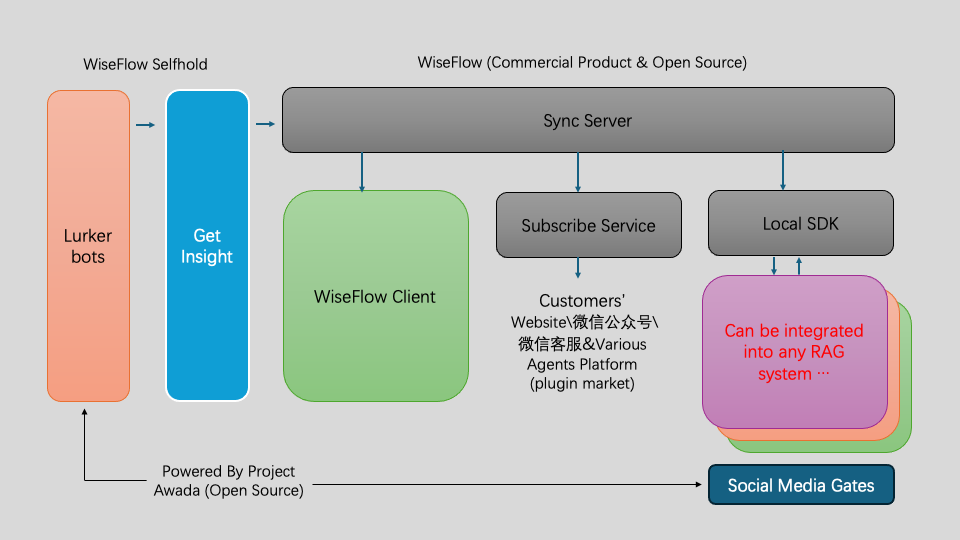 WiseFlow Selfhold
WiseFlow (Commercial Product & Open Source)
Sync Server
Lurker
bots
Get
Insight
WiseFlow Client
Subscribe Service
Local SDK
Customers'
Website\微信公众号\
微信客服&Various
Agents Platform
(plugin market)
Can be integrated
into any RAG
system ···
Powered By Project
Awada (Open Source)
Social Media Gates